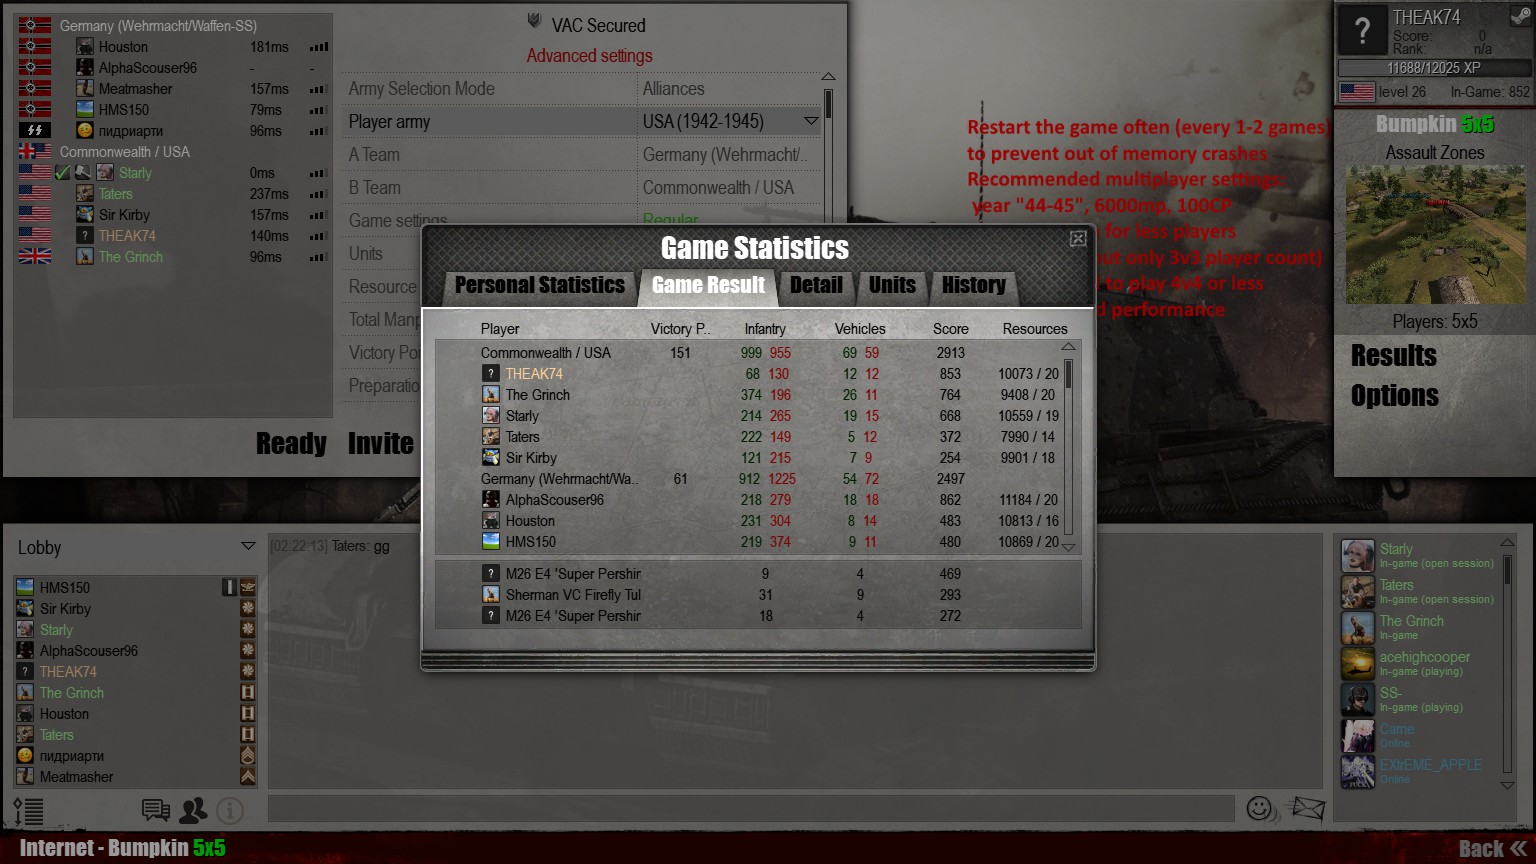 Germany (Wehrmacht/Waffen-SS)
Houston 181ms
AlphaScouser96 - -
Meatmasher 157ms
HMS150 79ms
пидриарти 96ms
Commonwealth / USA
Starly 0ms
Taters 237ms
Sir Kirby 157ms
? THEAK74 140ms
The Grinch 96ms
Ready Invite
VAC Secured
Advanced settings
Army Selection Mode Alliances
Player army USA (1942-1945)
A Team Germany (Wehrmacht/..
B Team Commonwealth / USA
Game settings Regular
Units
Resource
Total Manp
Victory Poi
Preparatio
Restart the game often (every 1-2 games)
to prevent out of memory crashes
Recommended multiplayer settings:
year "44-45", 6000mp, 100CP
for less players
ut only 3v3 player count)
to play 4v4 or less
d performance
? THEAK74
Score: 0
Rank: n/a
11688/12025 XP
level 26 In-Game: 852
Bumpkin 5x5
Assault Zones
Players: 5x5
Results
Options
Game Statistics
Personal Statistics Game Result Detail Units History
Player Victory P.. Infantry Vehicles Score Resources
Commonwealth / USA 151 999 955 69 59 2913
? THEAK74 68 130 12 12 853 10073 / 20
The Grinch 374 196 26 11 764 9408 / 20
Starly 214 265 19 15 668 10559 / 19
Taters 222 149 5 12 372 7990 / 14
Sir Kirby 121 215 7 9 254 9901 / 18
Germany (Wehrmacht/Wa.. 61 912 1225 54 72 2497
AlphaScouser96 218 279 18 18 862 11184 / 20
Houston 231 304 8 14 483 10813 / 16
HMS150 219 374 9 11 480 10869 / 20
? M26 E4 'Super Pershin 9 4 469
Sherman VC Firefly Tul 31 9 293
? M26 E4 'Super Pershin 18 4 272
Lobby
HMS150
Sir Kirby
Starly
AlphaScouser96
? THEAK74
The Grinch
Houston
Taters
пидриарти
Meatmasher
[02:22:13] Taters: gg
Starly
In-game (open session)
Taters
In-game (open session)
The Grinch
In-game
acehighcooper
In-game (playing)
SS-
In-game (playing)
Came
Online
EXtrEME_APPLE
Online
Internet - Bumpkin 5x5
Back «